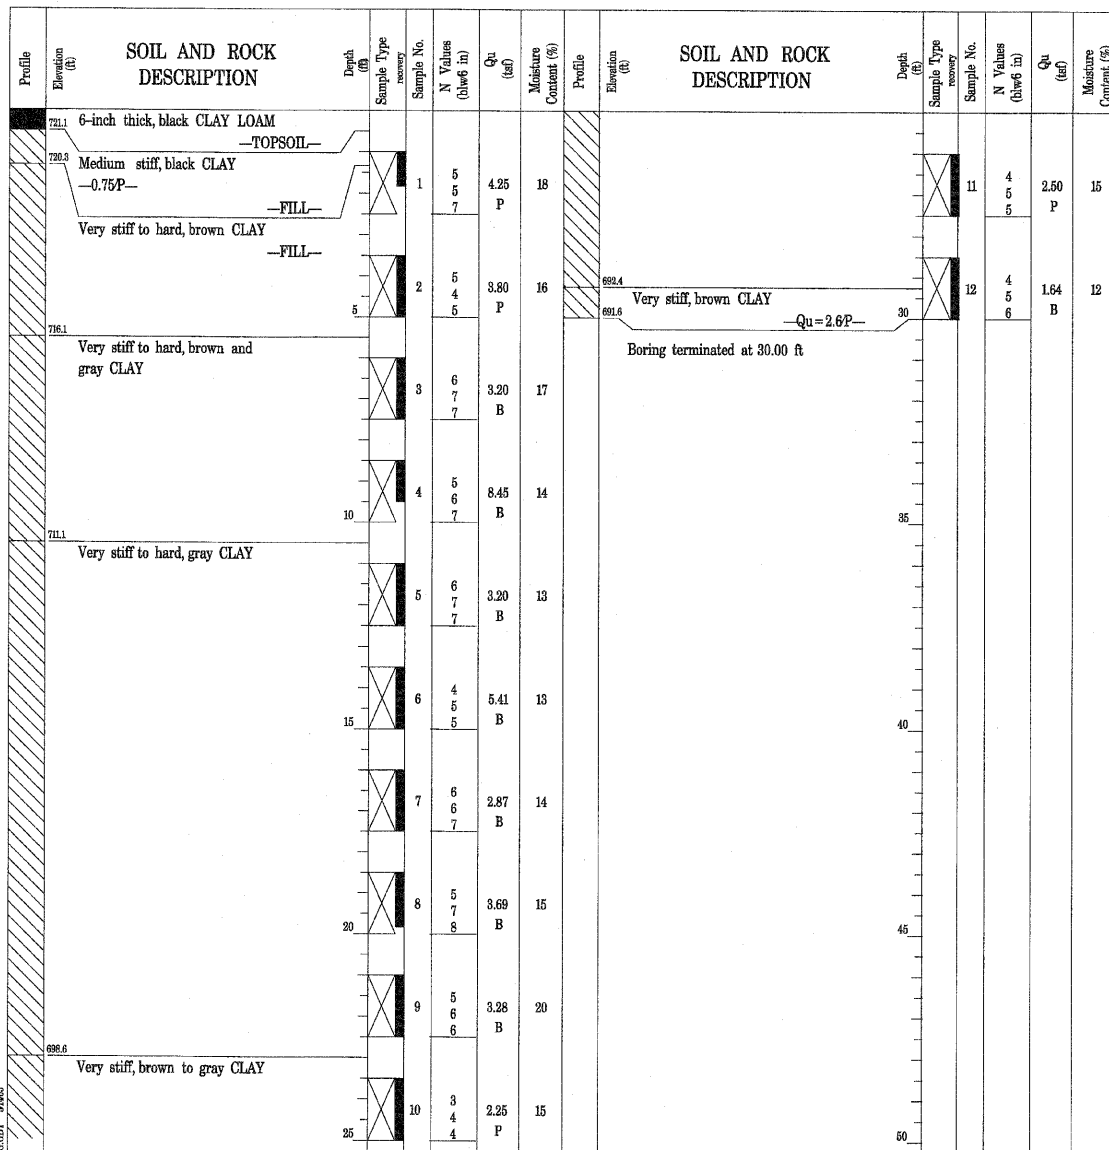 Profile
Elevation (ft)
SOIL AND ROCK
DESCRIPTION
Depth (ft)
Sample Type
recovery
Sample No.
N Values (blw/6 in)
Qu (tsf)
Moisture Content (%)
Profile
Elevation (ft)
SOIL AND ROCK
DESCRIPTION
Depth (ft)
Sample Type
recovery
Sample No.
N Values (blw/6 in)
Qu (tsf)
Moisture Content (%)
721.1 6-inch thick, black CLAY LOAM
--TOPSOIL--
720.3 Medium stiff, black CLAY
--0.75/P--
--FILL--
Very stiff to hard, brown CLAY
--FILL--
1 5 5 7 4.25 P 18
2 5 4 5 3.80 P 16
5
716.1
Very stiff to hard, brown and
gray CLAY
3 6 7 7 3.20 B 17
4 5 6 7 8.45 B 14
10
711.1
Very stiff to hard, gray CLAY
5 6 7 7 3.20 B 13
6 4 5 5 5.41 B 13
15
7 6 6 7 2.87 B 14
8 5 7 8 3.69 B 15
20
9 5 6 6 3.28 B 20
698.6
Very stiff, brown to gray CLAY
10 3 4 4 2.25 P 15
25
11 4 5 5 2.50 P 15
692.4
Very stiff, brown CLAY
12 4 5 6 1.64 B 12
691.6
--Qu = 2.6/P--
30
Boring terminated at 30.00 ft
35
40
45
50